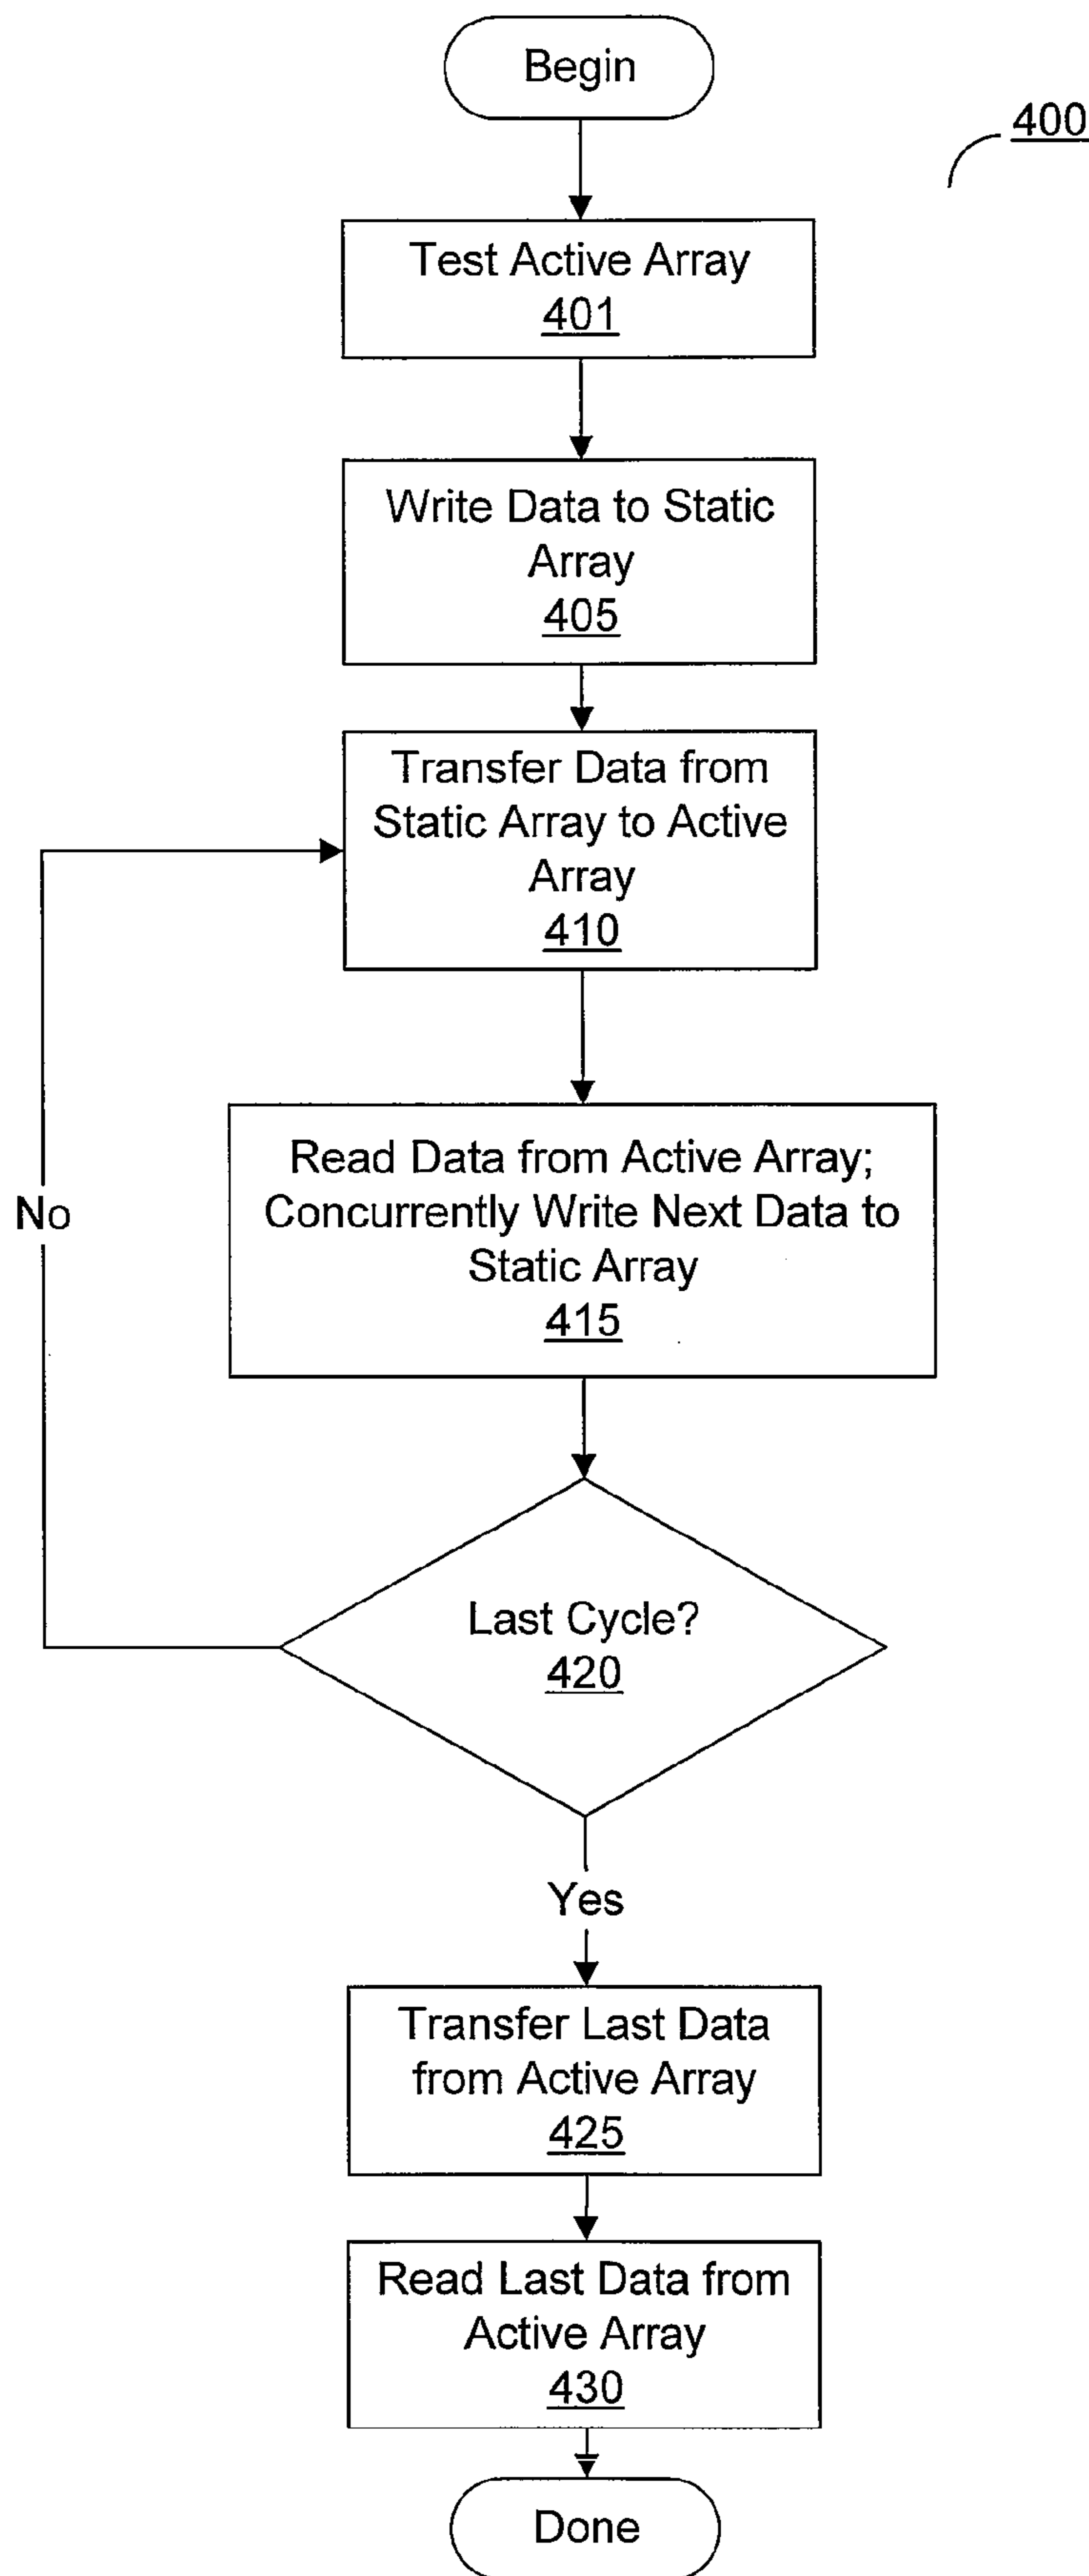 Begin
400
Test Active Array
401
Write Data to Static
Array
405
Transfer Data from
Static Array to Active
Array
410
Read Data from Active Array;
Concurrently Write Next Data to
Static Array
415
No
Last Cycle?
420
Yes
Transfer Last Data
from Active Array
425
Read Last Data from
Active Array
430
Done